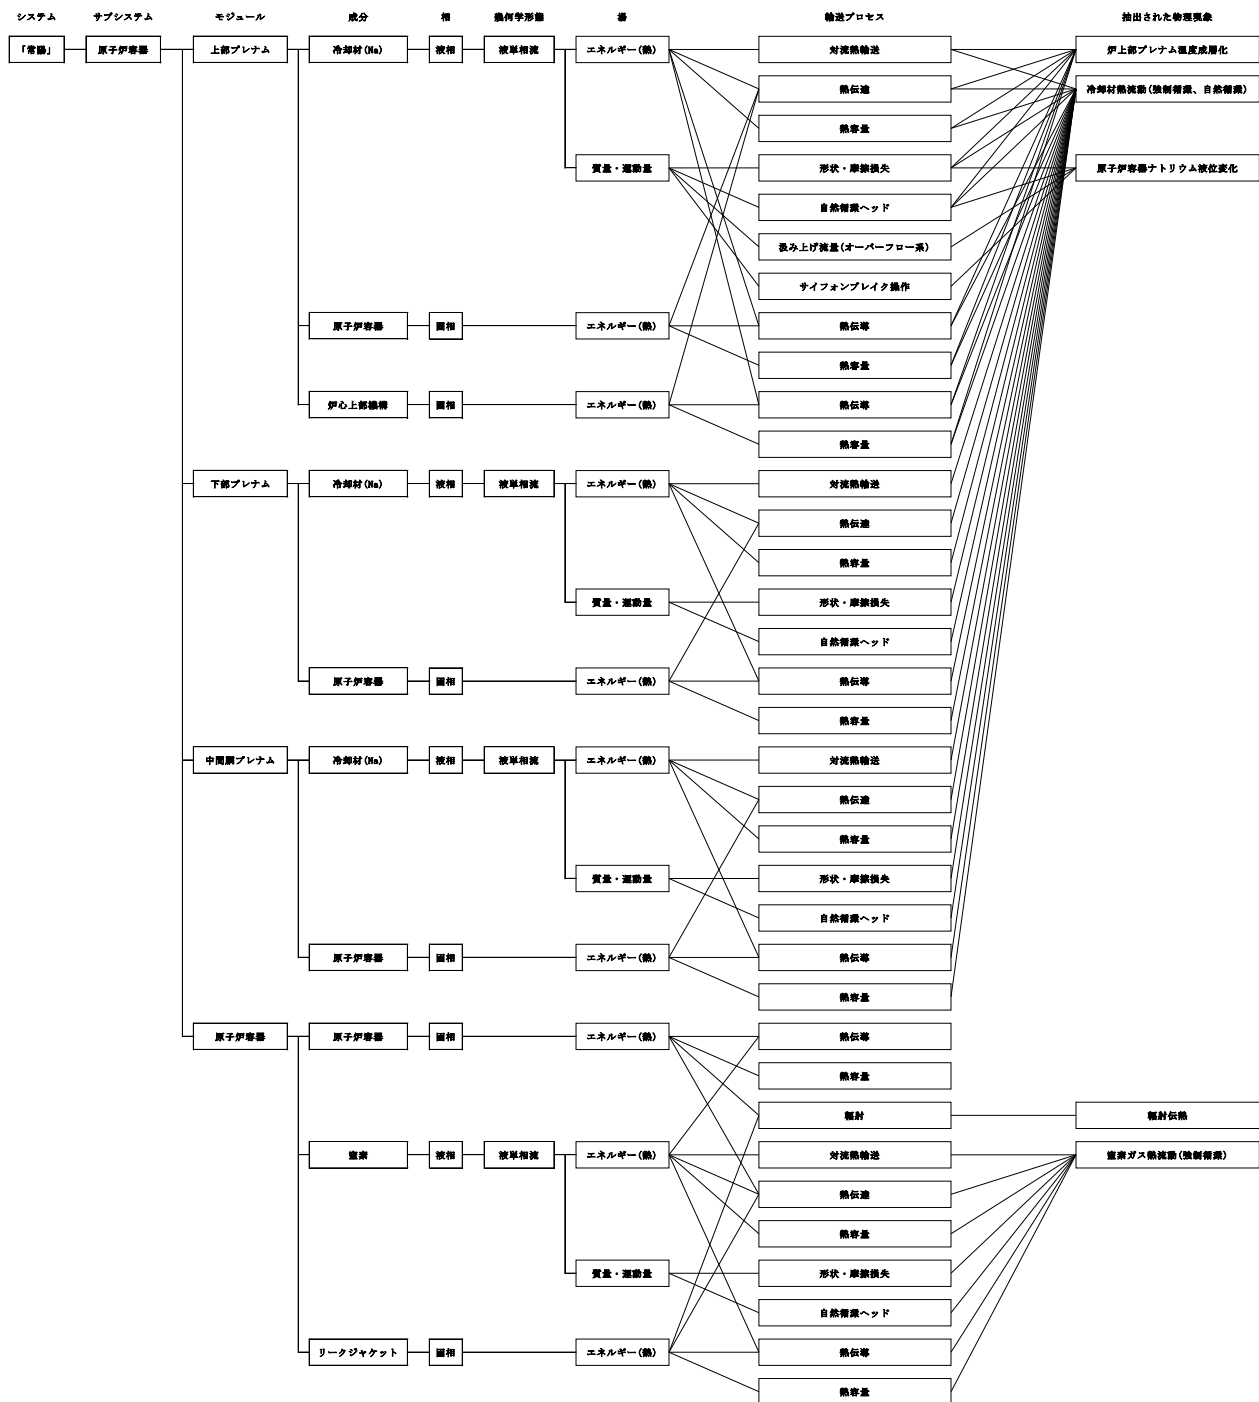 システム サブシステム モジュール 成分 相 幾何学形態 場 輸送プロセス 抽出された物理現象
「常陽」 原子炉容器 上部プレナム 冷却材(Na) 液相 液単相流 エネルギー(熱) 対流熱輸送 炉上部プレナム温度成層化
熱伝達 冷却材熱流動(強制循環、自然循環)
熱容量
質量・運動量 形状・摩擦損失 原子炉容器ナトリウム液位変化
自然循環ヘッド
汲み上げ流量(オーバーフロー系)
サイフォンブレイク操作
原子炉容器 固相 エネルギー(熱) 熱伝導
熱容量
炉心上部機構 固相 エネルギー(熱) 熱伝導
熱容量
下部プレナム 冷却材(Na) 液相 液単相流 エネルギー(熱) 対流熱輸送
熱伝達
熱容量
質量・運動量 形状・摩擦損失
自然循環ヘッド
原子炉容器 固相 エネルギー(熱) 熱伝導
熱容量
中間胴プレナム 冷却材(Na) 液相 液単相流 エネルギー(熱) 対流熱輸送
熱伝達
熱容量
質量・運動量 形状・摩擦損失
自然循環ヘッド
原子炉容器 固相 エネルギー(熱) 熱伝導
熱容量
原子炉容器 原子炉容器 固相 エネルギー(熱) 熱伝導
熱容量
輻射 輻射伝熱
窒素 液相 液単相流 エネルギー(熱) 対流熱輸送 窒素ガス熱流動(強制循環)
熱伝達
熱容量
質量・運動量 形状・摩擦損失
自然循環ヘッド
リークジャケット 固相 エネルギー(熱) 熱伝導
熱容量